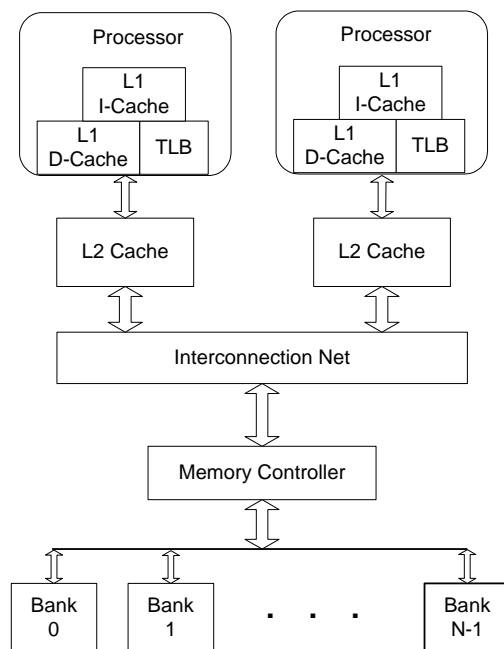 Processor
L1
I-Cache
L1
D-Cache
TLB
Processor
L1
I-Cache
L1
D-Cache
TLB
L2 Cache
L2 Cache
Interconnection Net
Memory Controller
Bank
0
Bank
1
. . .
Bank
N-1